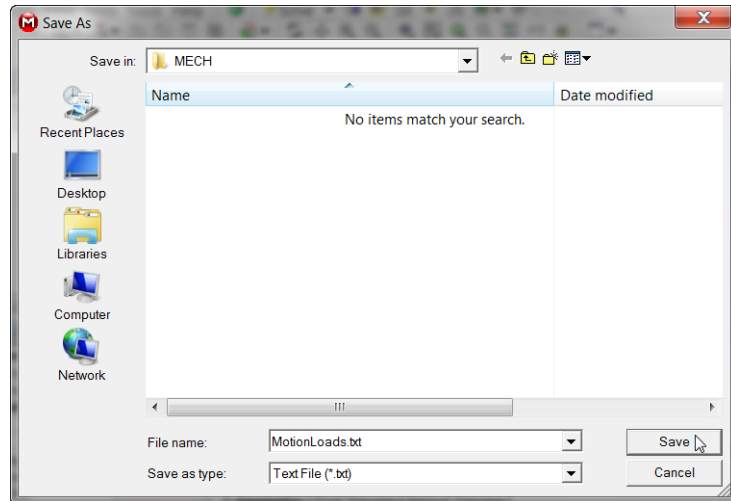 Save As
Save in: MECH
Name Date modified
No items match your search.
Recent Places
Desktop
Libraries
Computer
Network
File name: MotionLoads.txt Save
Save as type: Text File (*.txt) Cancel